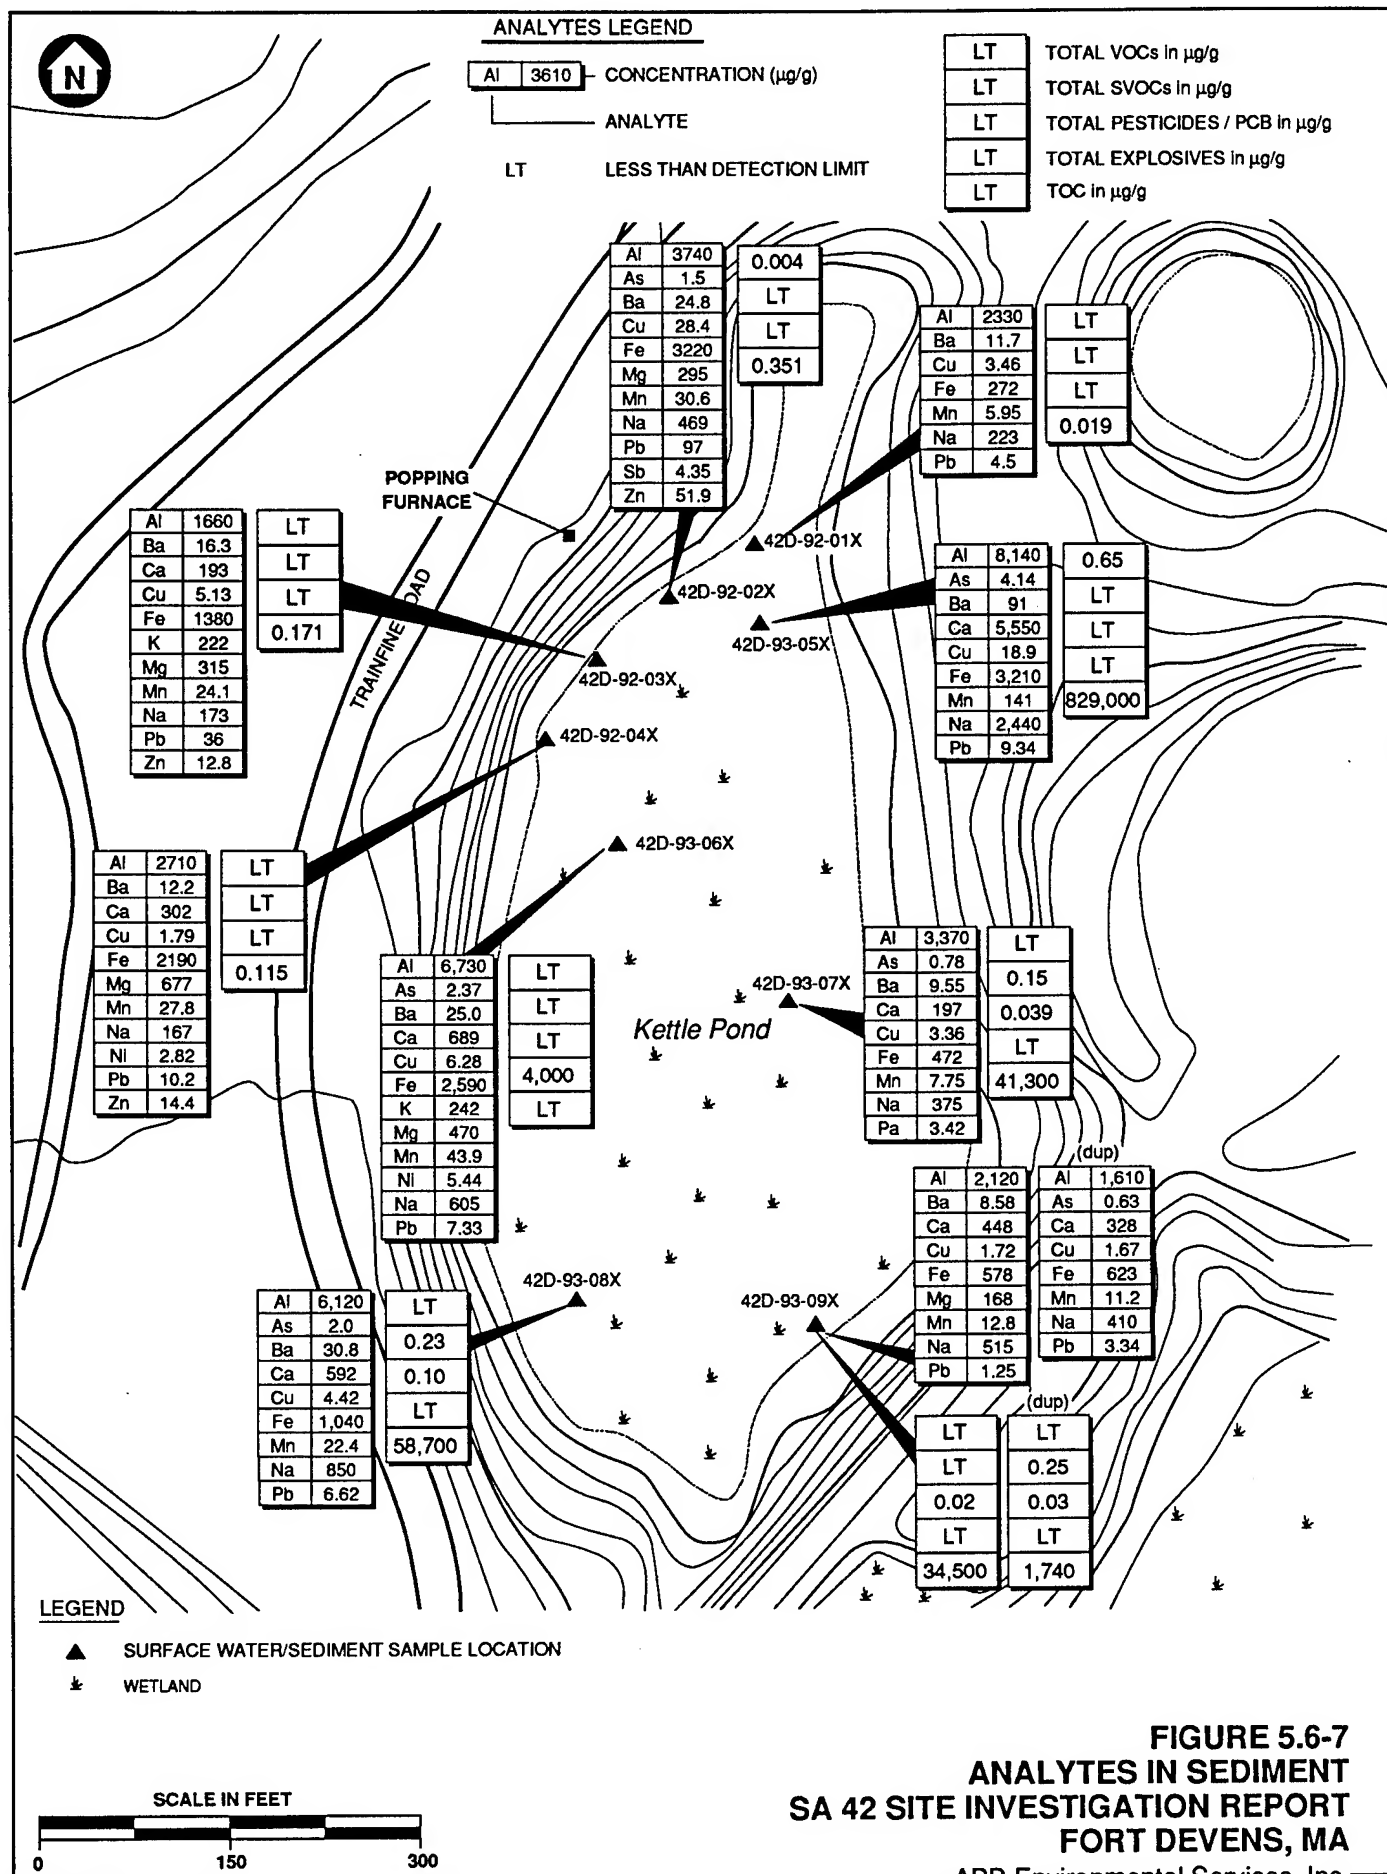 N
ANALYTES LEGEND
Al 3610 CONCENTRATION (µg/g)
ANALYTE
LT LESS THAN DETECTION LIMIT
LT TOTAL VOCs in µg/g
LT TOTAL SVOCs in µg/g
LT TOTAL PESTICIDES / PCB in µg/g
LT TOTAL EXPLOSIVES in µg/g
LT TOC in µg/g
Al 3740
As 1.5
Ba 24.8
Cu 28.4
Fe 3220
Mg 295
Mn 30.6
Na 469
Pb 97
Sb 4.35
Zn 51.9
0.004
LT
LT
0.351
Al 2330
Ba 11.7
Cu 3.46
Fe 272
Mn 5.95
Na 223
Pb 4.5
LT
LT
LT
0.019
POPPING
FURNACE
TRAINFIRE ROAD
Al 1660
Ba 16.3
Ca 193
Cu 5.13
Fe 1380
K 222
Mg 315
Mn 24.1
Na 173
Pb 36
Zn 12.8
LT
LT
LT
0.171
42D-92-01X
42D-92-02X
42D-93-05X
42D-92-03X
42D-92-04X
42D-93-06X
Al 8,140
As 4.14
Ba 91
Ca 5,550
Cu 18.9
Fe 3,210
Mn 141
Na 2,440
Pb 9.34
0.65
LT
LT
LT
829,000
Al 2710
Ba 12.2
Ca 302
Cu 1.79
Fe 2190
Mg 677
Mn 27.8
Na 167
NI 2.82
Pb 10.2
Zn 14.4
LT
LT
LT
0.115
Al 6,730
As 2.37
Ba 25.0
Ca 689
Cu 6.28
Fe 2,590
K 242
Mg 470
Mn 43.9
NI 5.44
Na 605
Pb 7.33
LT
LT
LT
4,000
LT
42D-93-07X
Kettle Pond
Al 3,370
As 0.78
Ba 9.55
Ca 197
Cu 3.36
Fe 472
Mn 7.75
Na 375
Pa 3.42
LT
0.15
0.039
LT
41,300
42D-93-08X
Al 6,120
As 2.0
Ba 30.8
Ca 592
Cu 4.42
Fe 1,040
Mn 22.4
Na 850
Pb 6.62
LT
0.23
0.10
LT
58,700
42D-93-09X
Al 2,120
Ba 8.58
Ca 448
Cu 1.72
Fe 578
Mg 168
Mn 12.8
Na 515
Pb 1.25
(dup)
Al 1,610
As 0.63
Ca 328
Cu 1.67
Fe 623
Mn 11.2
Na 410
Pb 3.34
LT
LT
0.02
LT
34,500
(dup)
LT
0.25
0.03
LT
1,740
LEGEND
SURFACE WATER/SEDIMENT SAMPLE LOCATION
WETLAND
SCALE IN FEET
0 150 300
FIGURE 5.6-7
ANALYTES IN SEDIMENT
SA 42 SITE INVESTIGATION REPORT
FORT DEVENS, MA
Environmental Services, Inc.